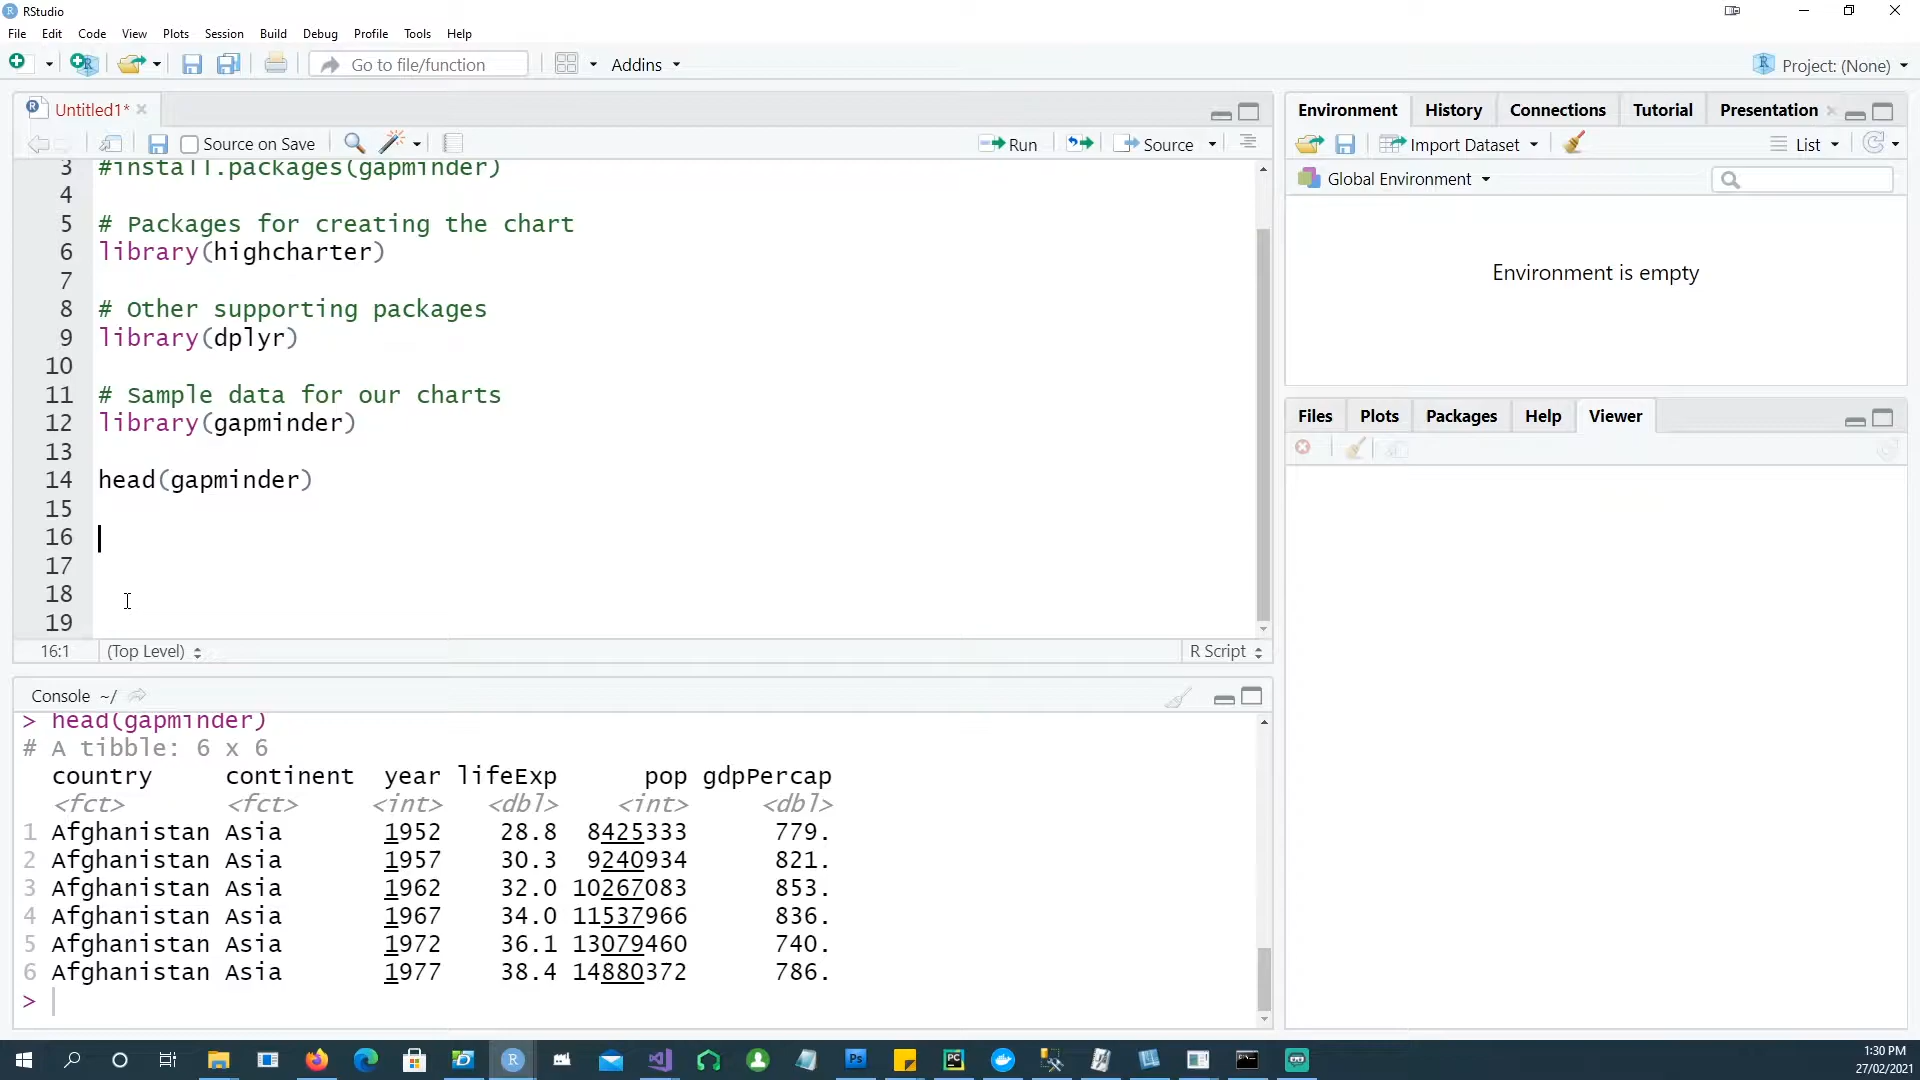 RStudio
File Edit Code View Plots Session Build Debug Profile Tools Help
Go to file/function Addins Project: (None)
Untitled1*
Source on Save Run Source
3 #install.packages(gapminder)
4
5 # Packages for creating the chart
6 library(highcharter)
7
8 # Other supporting packages
9 library(dplyr)
10
11 # Sample data for our charts
12 library(gapminder)
13
14 head(gapminder)
15
16
17
18
19
16:1 (Top Level) R Script
Console ~/
> head(gapminder)
# A tibble: 6 x 6
country continent year lifeExp pop gdpPercap
<fct> <fct> <int> <dbl> <int> <dbl>
1 Afghanistan Asia 1952 28.8 8425333 779.
2 Afghanistan Asia 1957 30.3 9240934 821.
3 Afghanistan Asia 1962 32.0 10267083 853.
4 Afghanistan Asia 1967 34.0 11537966 836.
5 Afghanistan Asia 1972 36.1 13079460 740.
6 Afghanistan Asia 1977 38.4 14880372 786.
>
Environment History Connections Tutorial Presentation
Import Dataset List
Global Environment
Environment is empty
Files Plots Packages Help Viewer
1:30 PM
27/02/2021